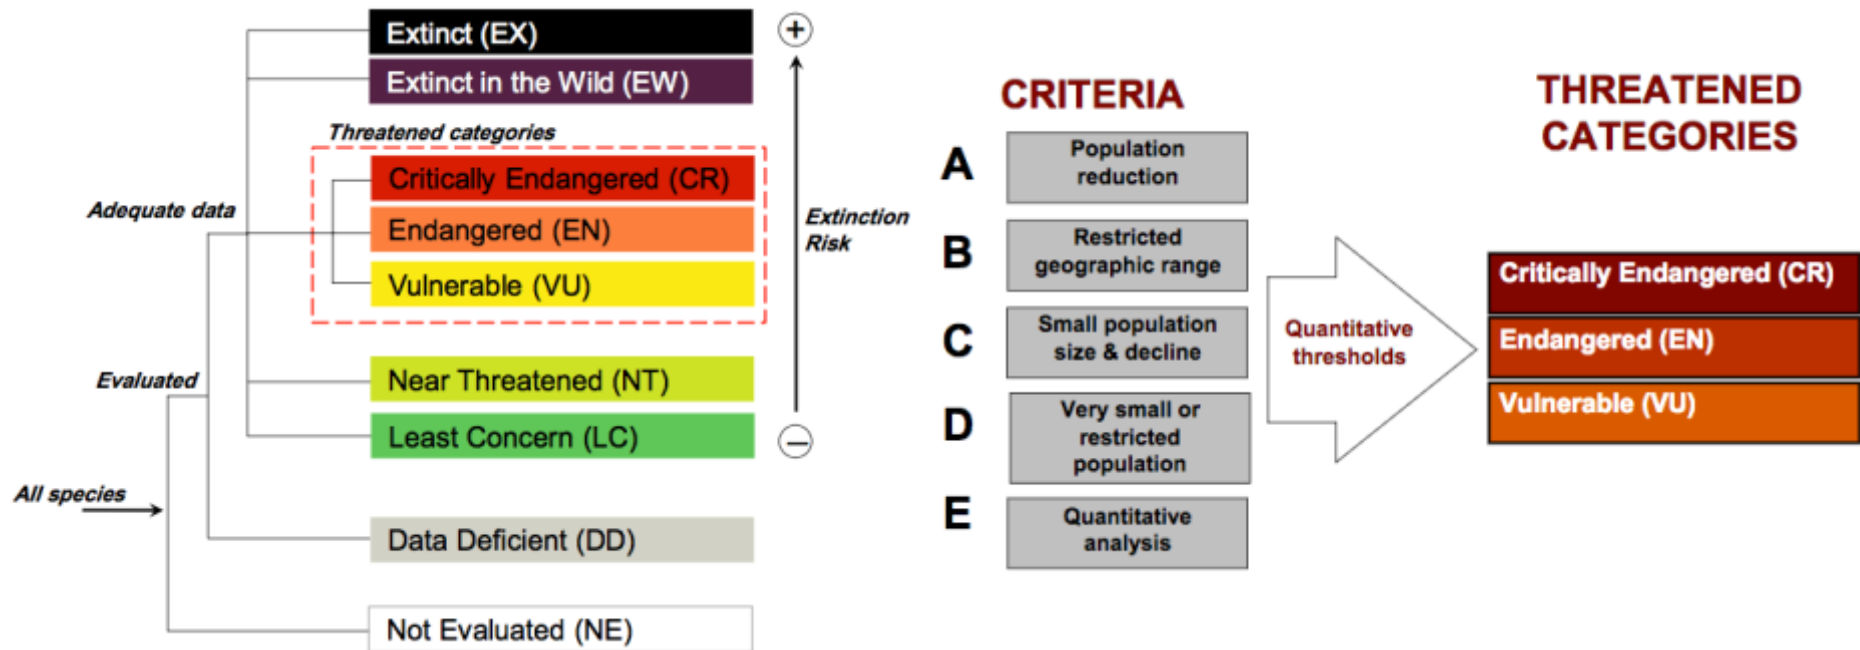 Extinct (EX)
Extinct in the Wild (EW)
Threatened categories
Critically Endangered (CR)
Adequate data
Endangered (EN)
Vulnerable (VU)
Extinction
Risk
Evaluated
Near Threatened (NT)
Least Concern (LC)
All species
Data Deficient (DD)
Not Evaluated (NE)
+
−
CRITERIA
A
Population
reduction
B
Restricted
geographic range
C
Small population
size & decline
D
Very small or
restricted
population
E
Quantitative
analysis
Quantitative
thresholds
THREATENED
CATEGORIES
Critically Endangered (CR)
Endangered (EN)
Vulnerable (VU)